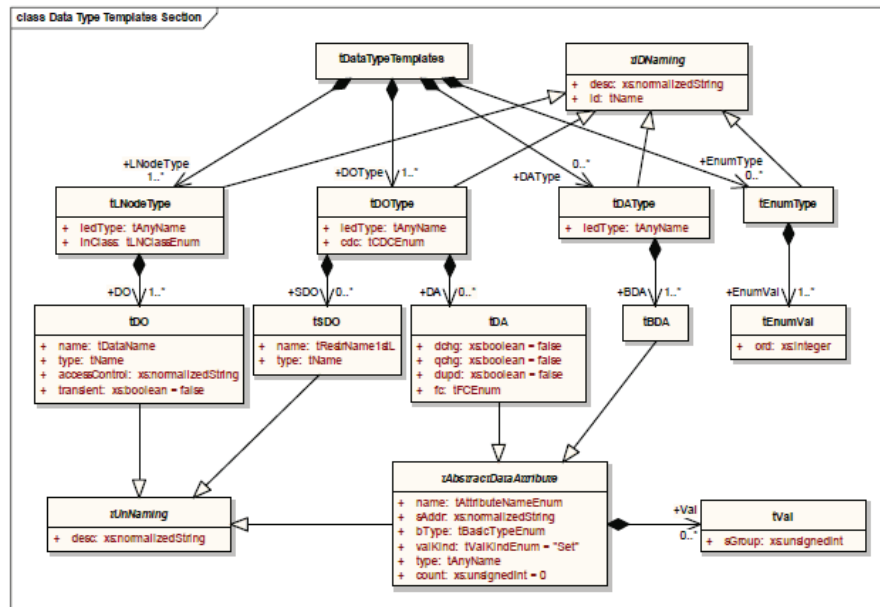 class Data Type Templates Section
tDataTypeTemplates
tIDNaming
+ desc: xs:normalizedString
+ id: tName
+LNodeType
1..*
+DOType
1..*
0..*
+DAType
+EnumType
0..*
tLNodeType
+ iedType: tAnyName
+ lnClass: tLNClassEnum
tDOType
+ iedType: tAnyName
+ cdc: tCDCEnum
tDAType
+ iedType: tAnyName
tEnumType
+DO
1..*
+SDO
0..*
+DA
0..*
+BDA
1..*
+EnumVal
1..*
tDO
+ name: tDataName
+ type: tName
+ accessControl: xs:normalizedString
+ transient: xs:boolean = false
tSDO
+ name: tRestrName1stL
+ type: tName
tDA
+ dchg: xs:boolean = false
+ qchg: xs:boolean = false
+ dupd: xs:boolean = false
+ fc: tFCEnum
tBDA
tEnumVal
+ ord: xs:integer
tUnNaming
+ desc: xs:normalizedString
tAbstractDataAttribute
+ name: tAttributeNameEnum
+ sAddr: xs:normalizedString
+ bType: tBasicTypeEnum
+ valKind: tValKindEnum = "Set"
+ type: tAnyName
+ count: xs:unsignedInt = 0
+Val
0..*
tVal
+ sGroup: xs:unsignedInt